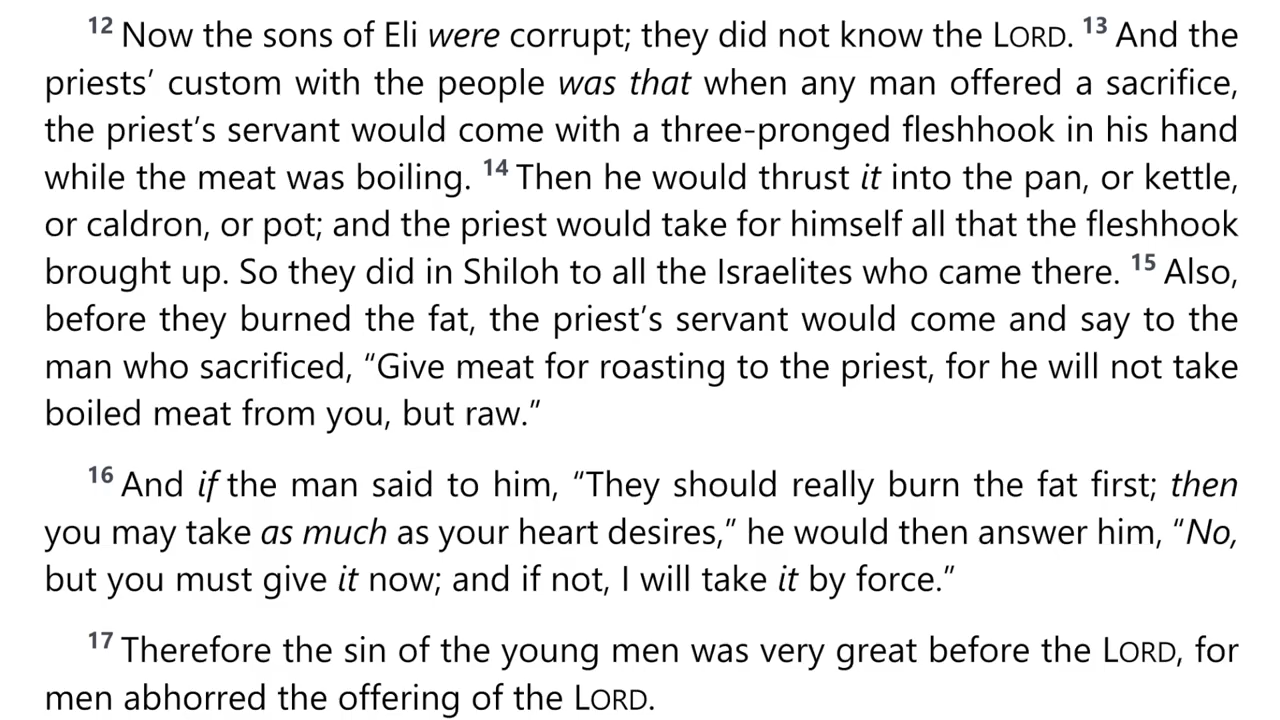 12 Now the sons of Eli were corrupt; they did not know the LORD. 13 And the
priests’ custom with the people was that when any man offered a sacrifice,
the priest’s servant would come with a three-pronged fleshhook in his hand
while the meat was boiling. 14 Then he would thrust it into the pan, or kettle,
or caldron, or pot; and the priest would take for himself all that the fleshhook
brought up. So they did in Shiloh to all the Israelites who came there. 15 Also,
before they burned the fat, the priest’s servant would come and say to the
man who sacrificed, “Give meat for roasting to the priest, for he will not take
boiled meat from you, but raw.”
16 And if the man said to him, “They should really burn the fat first; then
you may take as much as your heart desires,” he would then answer him, “No,
but you must give it now; and if not, I will take it by force.”
17 Therefore the sin of the young men was very great before the LORD, for
men abhorred the offering of the LORD.